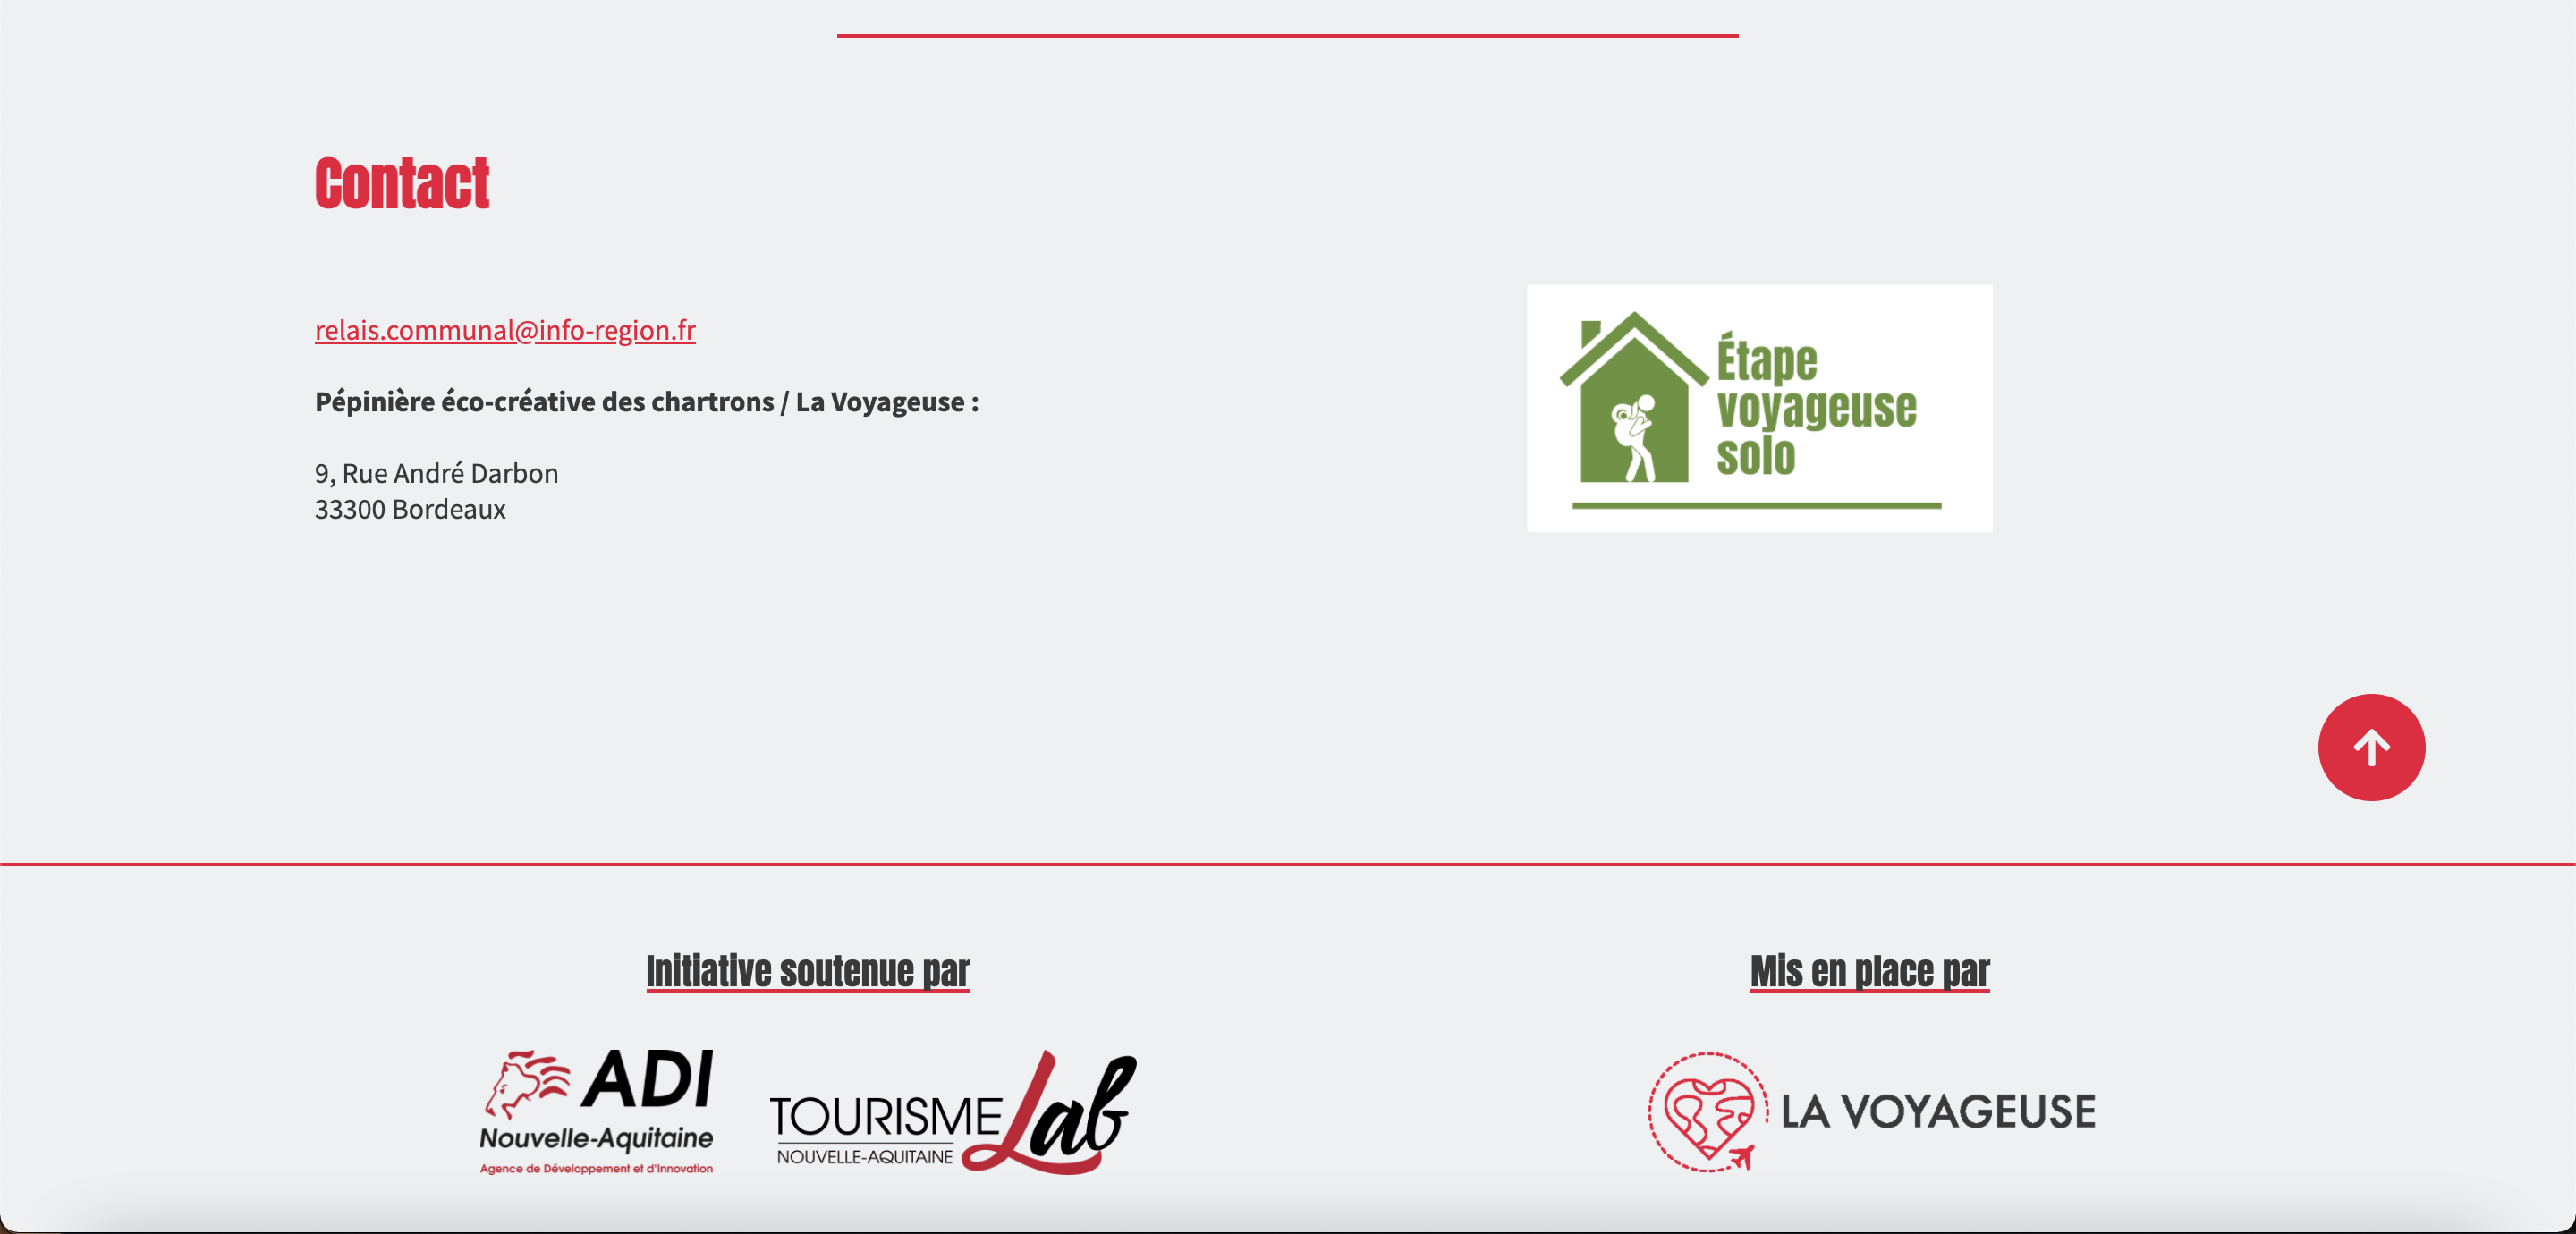 Contact
relais.communal@info-region.fr
Pépinière éco-créative des chartrons / La Voyageuse :
9, Rue André Darbon
33300 Bordeaux
Étape
voyageuse
solo
Initiative soutenue par
ADI
Nouvelle-Aquitaine
Agence de Développement et d'Innovation
TOURISME Lab
NOUVELLE-AQUITAINE
Mis en place par
LA VOYAGEUSE